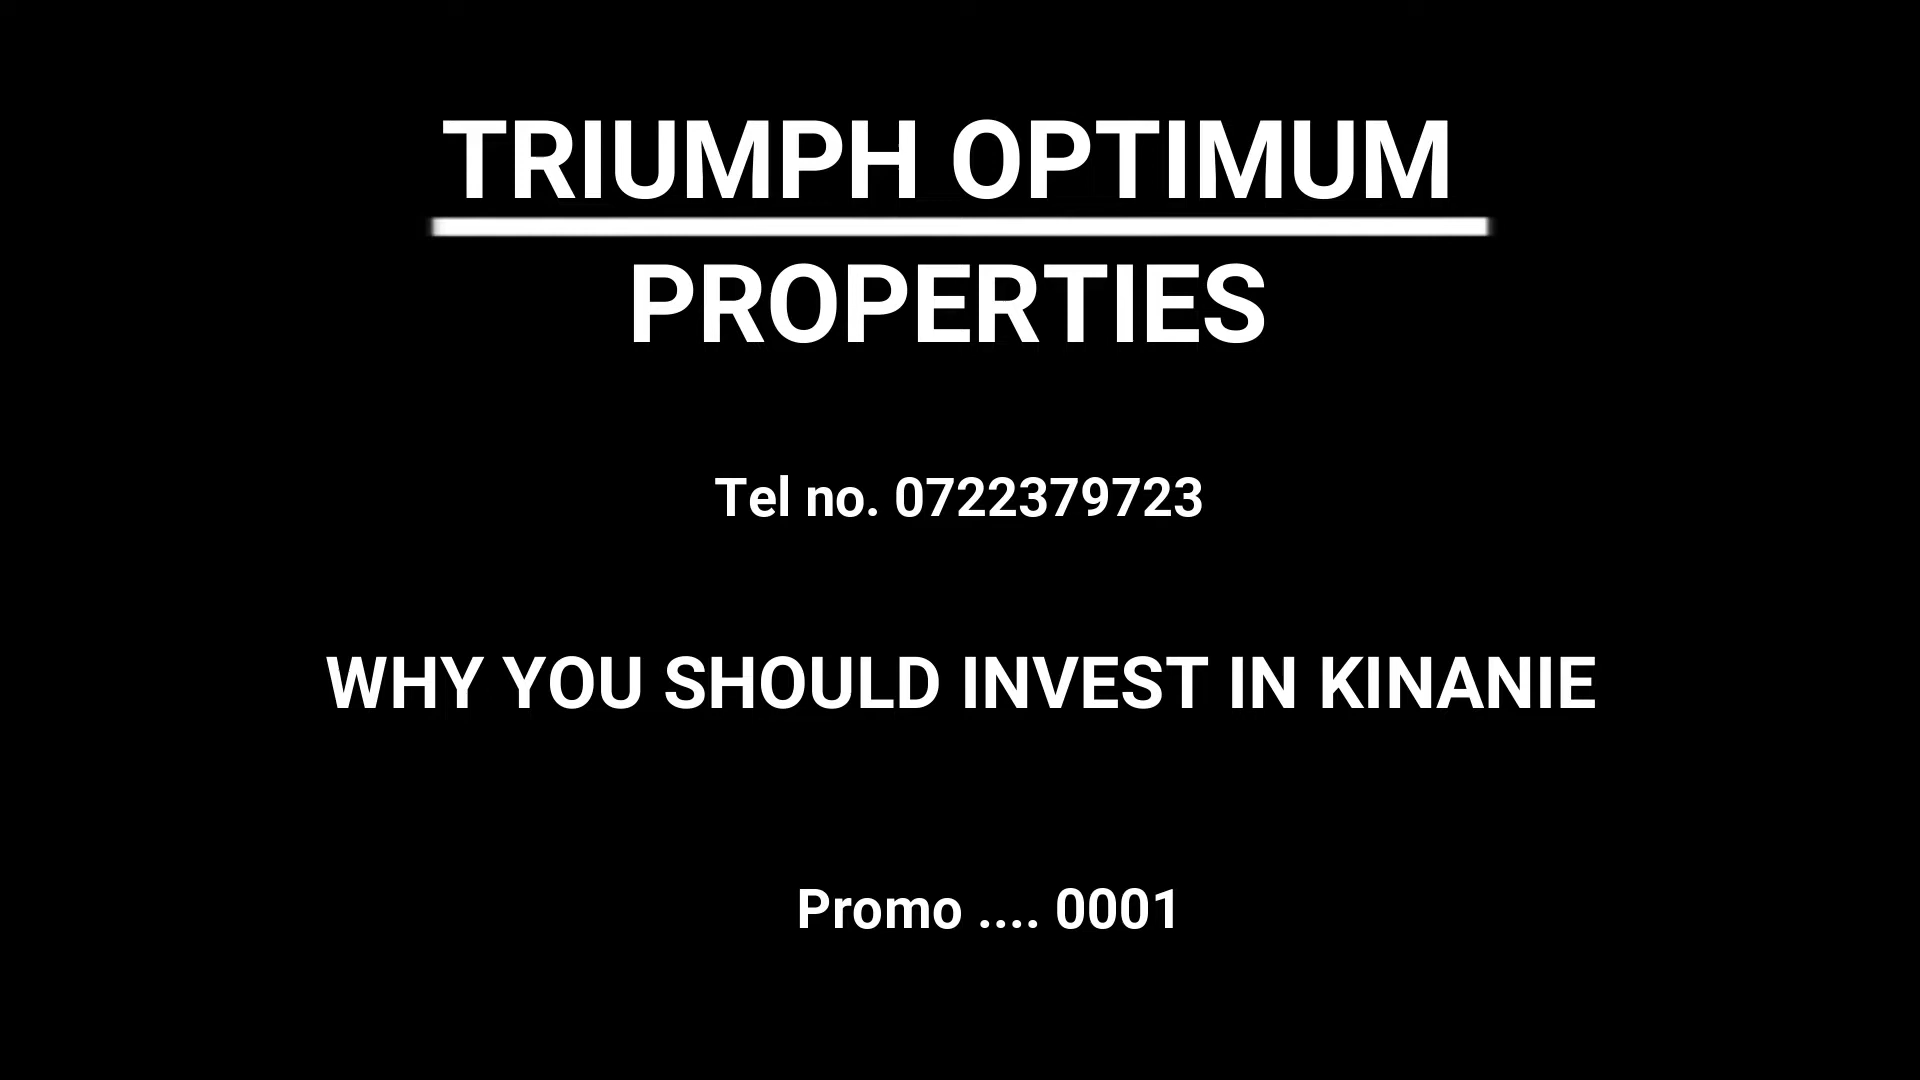 TRIUMPH OPTIMUM
PROPERTIES
Tel no. 0722379723
WHY YOU SHOULD INVEST IN KINANIE
Promo .... 0001